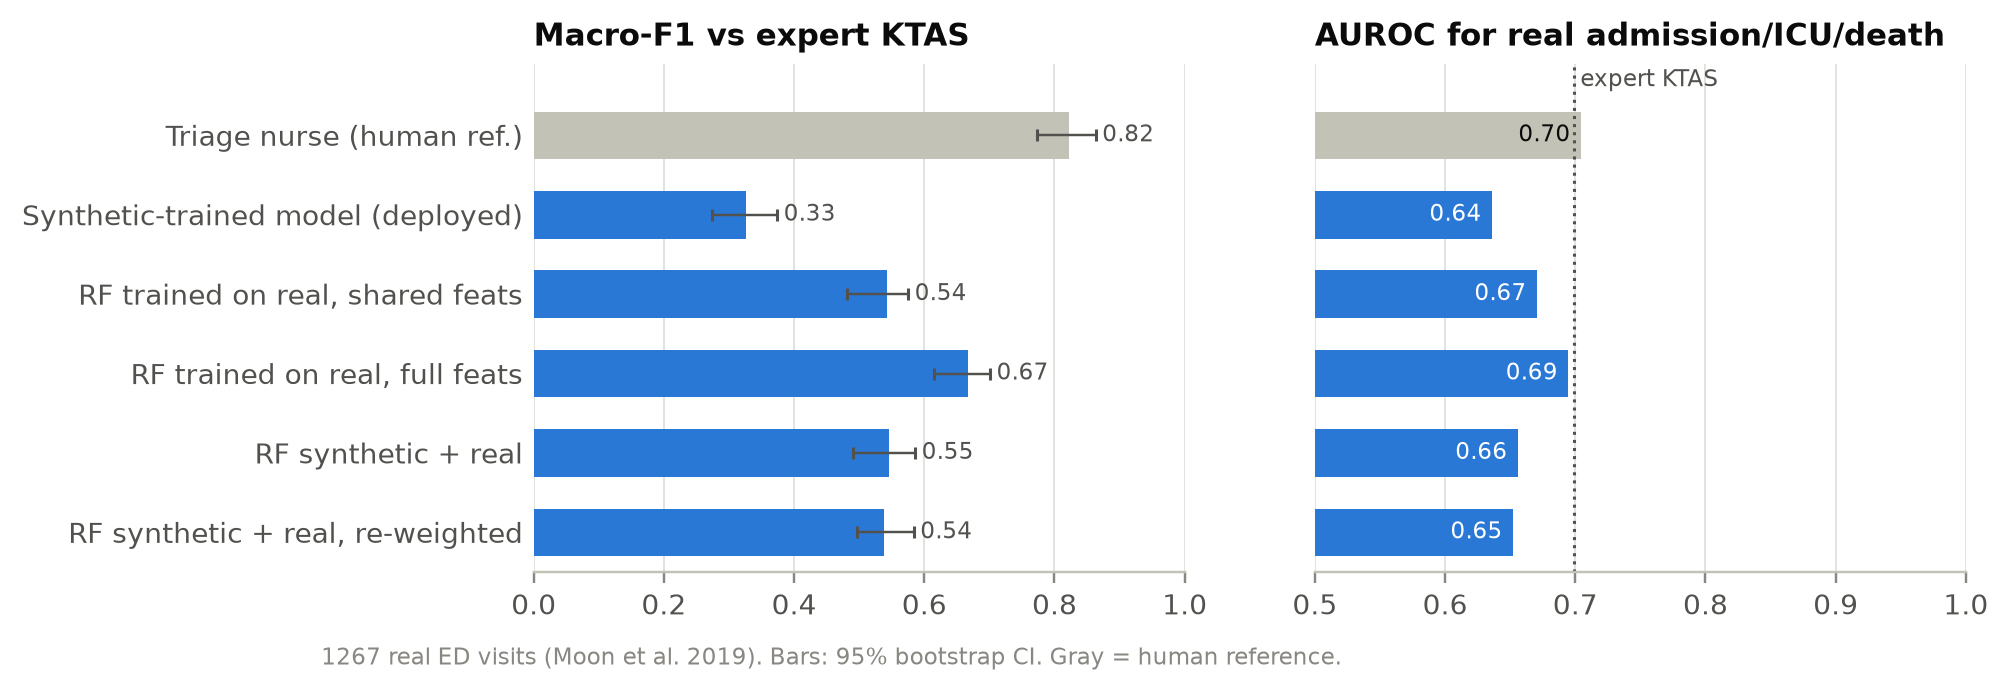 Macro-F1 vs expert KTAS
Triage nurse (human ref.)
0.82
Synthetic-trained model (deployed)
0.33
RF trained on real, shared feats
0.54
RF trained on real, full feats
0.67
RF synthetic + real
0.55
RF synthetic + real, re-weighted
0.54
0.0 0.2 0.4 0.6 0.8 1.0
AUROC for real admission/ICU/death
expert KTAS
0.70
0.64
0.67
0.69
0.66
0.65
0.5 0.6 0.7 0.8 0.9 1.0
1267 real ED visits (Moon et al. 2019). Bars: 95% bootstrap CI. Gray = human reference.